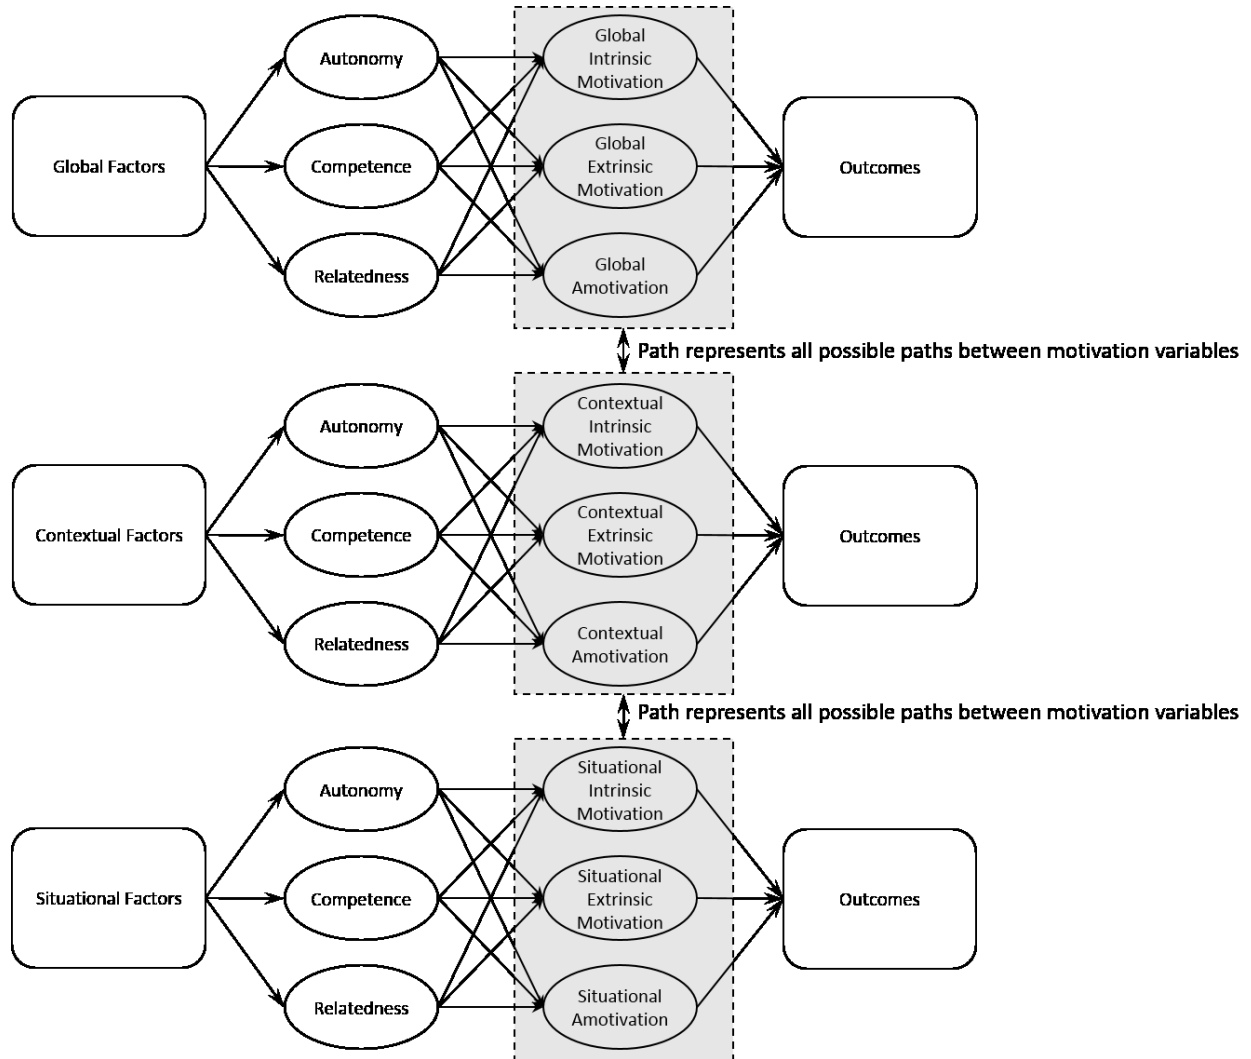 Global Factors
Autonomy
Competence
Relatedness
Global
Intrinsic
Motivation
Global
Extrinsic
Motivation
Global
Amotivation
Outcomes
Path represents all possible paths between motivation variables
Contextual Factors
Autonomy
Competence
Relatedness
Contextual
Intrinsic
Motivation
Contextual
Extrinsic
Motivation
Contextual
Amotivation
Outcomes
Path represents all possible paths between motivation variables
Situational Factors
Autonomy
Competence
Relatedness
Situational
Intrinsic
Motivation
Situational
Extrinsic
Motivation
Situational
Amotivation
Outcomes